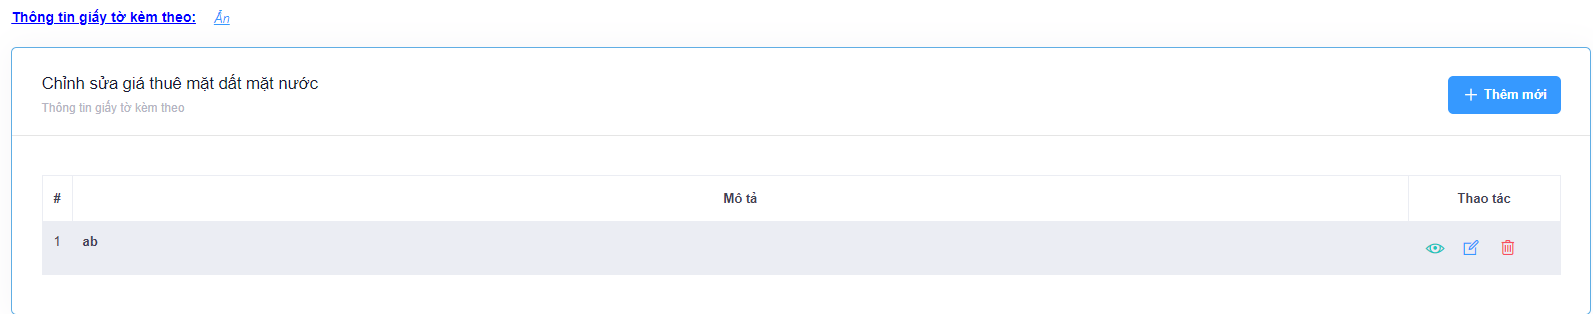 Thông tin giấy tờ kèm theo: Ẩn
Chỉnh sửa giá thuê mặt dất mặt nước
Thông tin giấy tờ kèm theo
Thêm mới
# Mô tả Thao tác
1 ab